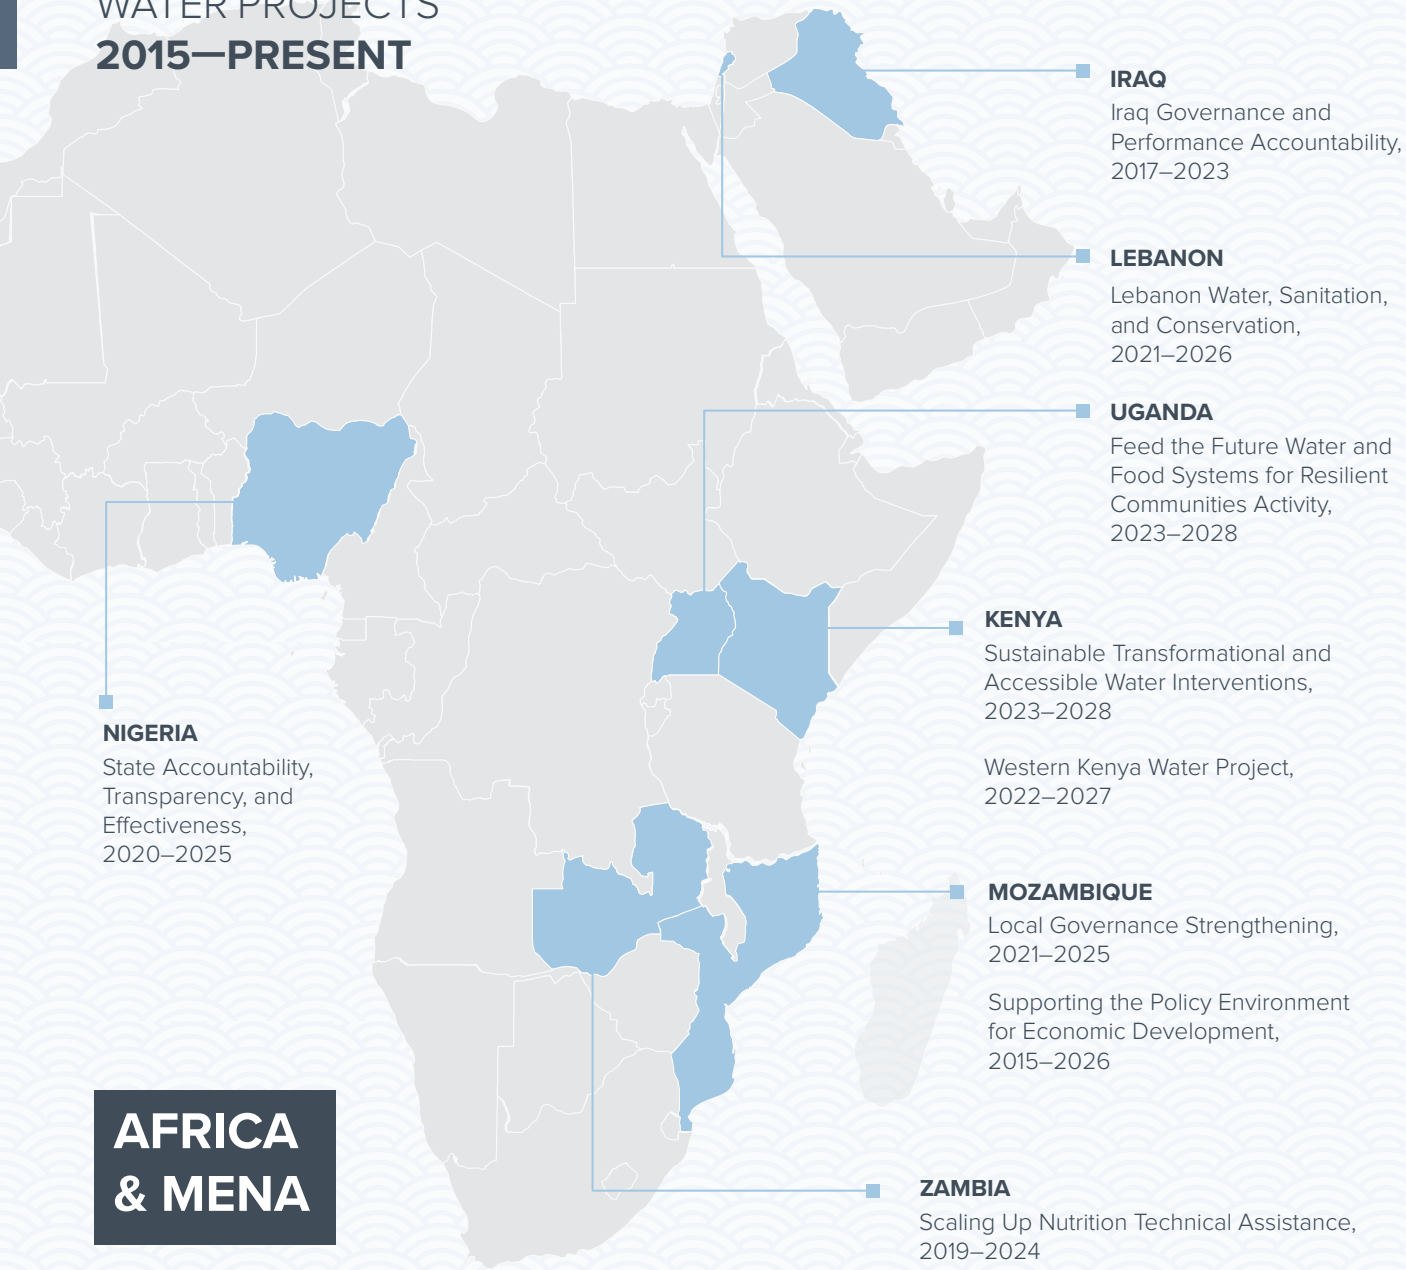 WATER PROJECTS
2015—PRESENT
IRAQ
Iraq Governance and
Performance Accountability,
2017–2023
LEBANON
Lebanon Water, Sanitation,
and Conservation,
2021–2026
UGANDA
Feed the Future Water and
Food Systems for Resilient
Communities Activity,
2023–2028
KENYA
Sustainable Transformational and
Accessible Water Interventions,
2023–2028
Western Kenya Water Project,
2022–2027
NIGERIA
State Accountability,
Transparency, and
Effectiveness,
2020–2025
MOZAMBIQUE
Local Governance Strengthening,
2021–2025
Supporting the Policy Environment
for Economic Development,
2015–2026
AFRICA
& MENA
ZAMBIA
Scaling Up Nutrition Technical Assistance,
2019–2024